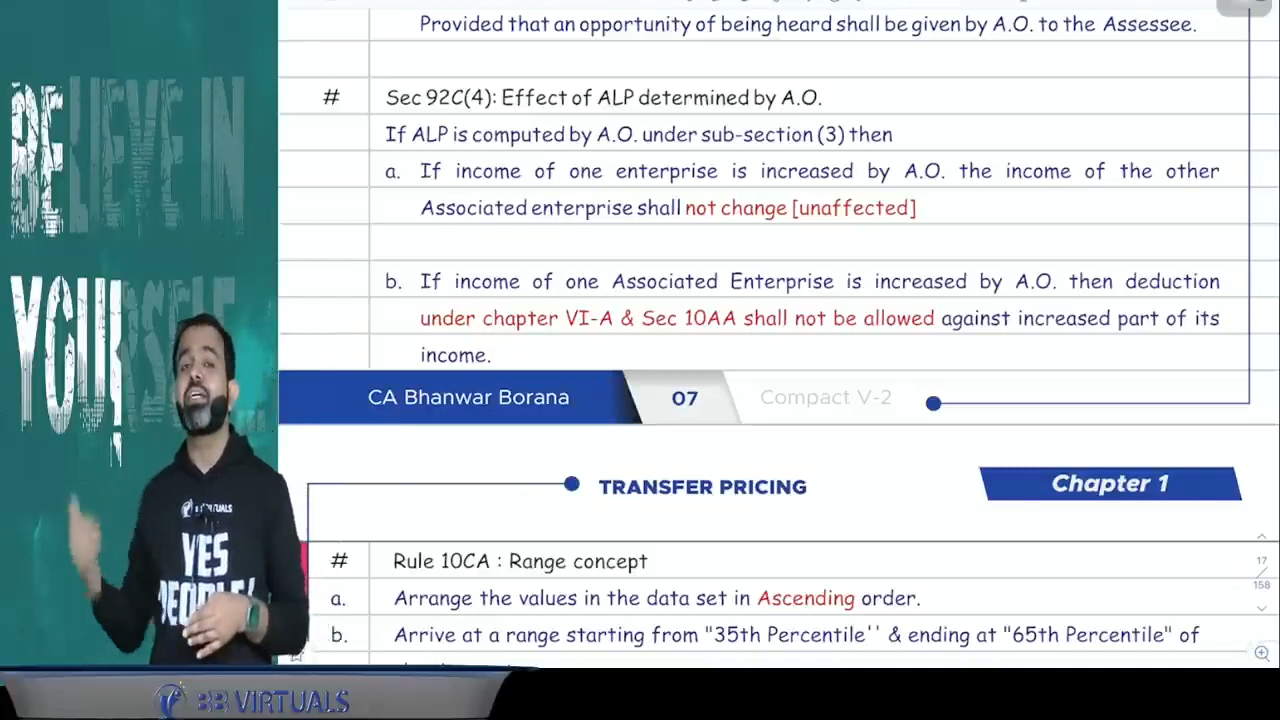 Provided that an opportunity of being heard shall be given by A.O. to the Assessee.
# Sec 92C(4): Effect of ALP determined by A.O.
If ALP is computed by A.O. under sub-section (3) then
a. If income of one enterprise is increased by A.O. the income of the other
Associated enterprise shall not change [unaffected]
b. If income of one Associated Enterprise is increased by A.O. then deduction
under chapter VI-A & Sec 10AA shall not be allowed against increased part of its
income.
CA Bhanwar Borana 07 Compact V-2
TRANSFER PRICING Chapter 1
# Rule 10CA : Range concept
a. Arrange the values in the data set in Ascending order.
b. Arrive at a range starting from "35th Percentile'' & ending at "65th Percentile" of
17
158
BELIEVE IN
YOU
YES
BB VIRTUALS